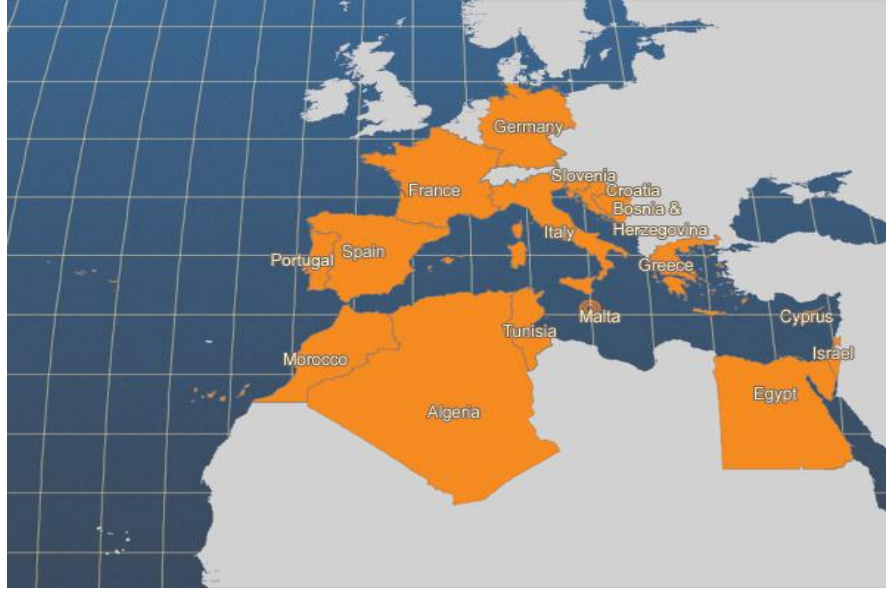 Germany
Slovenia
France
Croatia
Bosnia &
Herzegovina
Italy
Spain
Portugal
Greece
Malta
Cyprus
Tunisia
Israel
Morocco
Egypt
Algeria